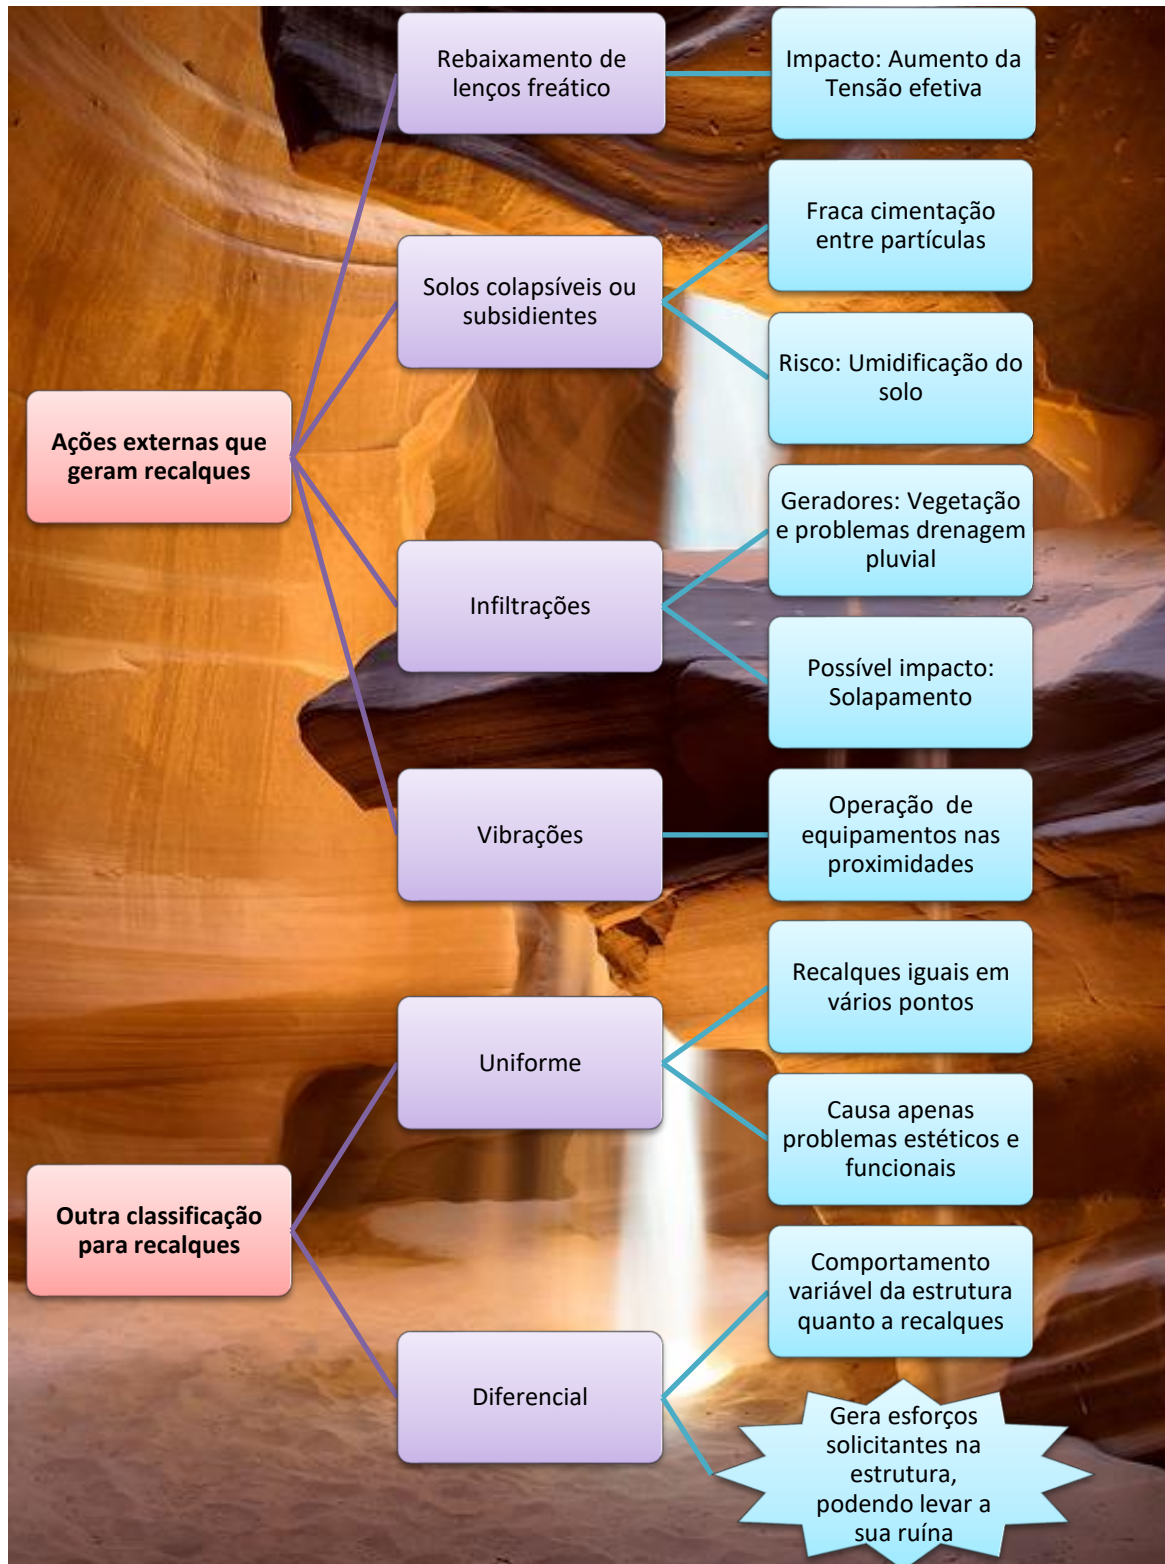 Rebaixamento de
lenços freático
Impacto: Aumento da
Tensão efetiva
Fraca cimentação
entre partículas
Solos colapsíveis ou
subsidientes
Risco: Umidificação do
solo
Ações externas que
geram recalques
Geradores: Vegetação
e problemas drenagem
pluvial
Infiltrações
Possível impacto:
Solapamento
Vibrações
Operação de
equipamentos nas
proximidades
Recalques iguais em
vários pontos
Uniforme
Causa apenas
problemas estéticos e
funcionais
Outra classificação
para recalques
Comportamento
variável da estrutura
quanto a recalques
Diferencial
Gera esforços
solicitantes na
estrutura,
podendo levar a
sua ruína